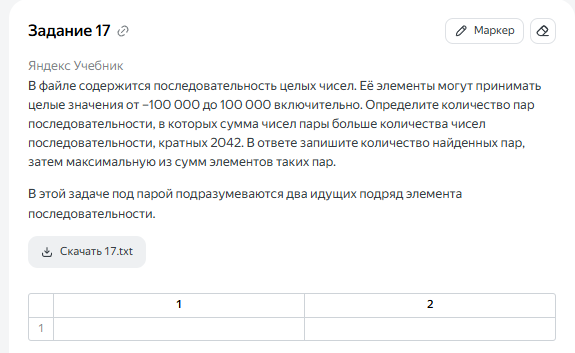 Задание 17
Маркер
Яндекс Учебник
В файле содержится последовательность целых чисел. Её элементы могут принимать
целые значения от −100 000 до 100 000 включительно. Определите количество пар
последовательности, в которых сумма чисел пары больше количества чисел
последовательности, кратных 2042. В ответе запишите количество найденных пар,
затем максимальную из сумм элементов таких пар.
В этой задаче под парой подразумеваются два идущих подряд элемента
последовательности.
Скачать 17.txt
1 2
1